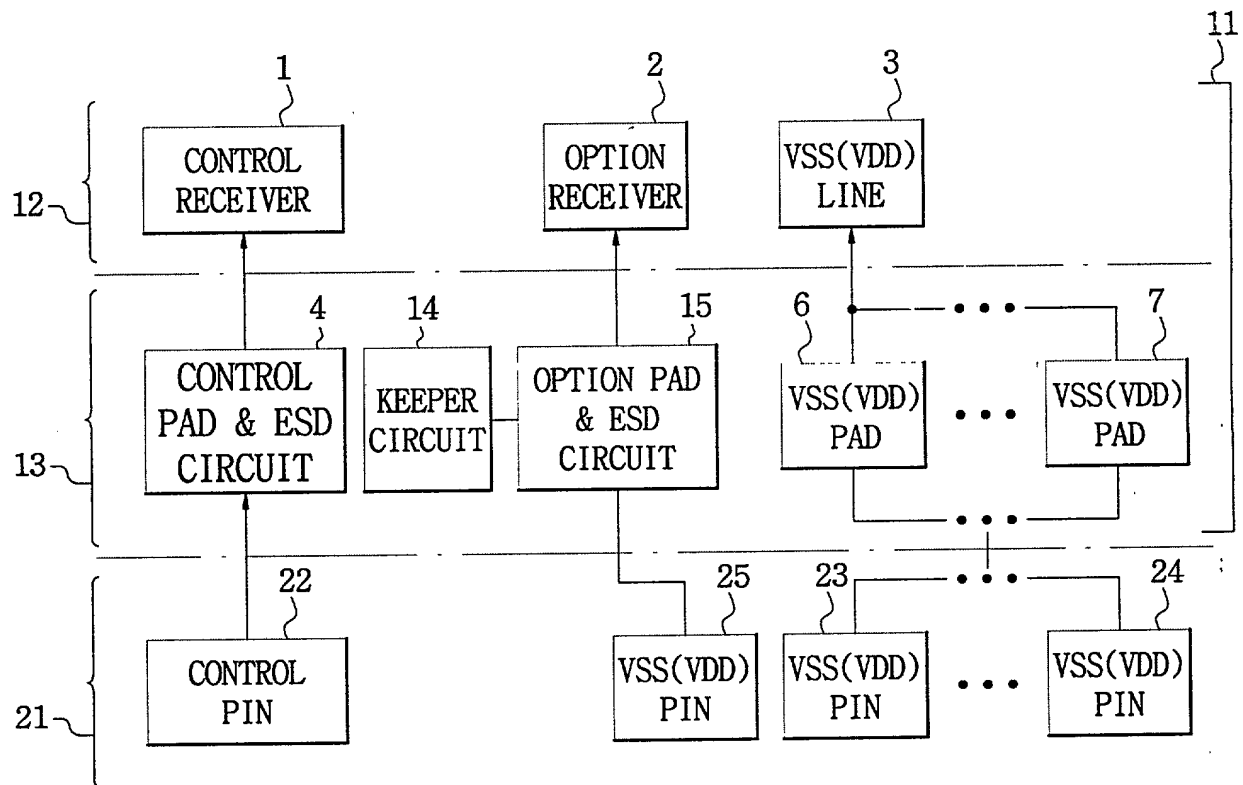 11
1
2
3
CONTROL
RECEIVER
OPTION
RECEIVER
VSS(VDD)
LINE
12
4
14
15
6
7
CONTROL
PAD & ESD
CIRCUIT
KEEPER
CIRCUIT
OPTION PAD
& ESD
CIRCUIT
VSS(VDD)
PAD
VSS(VDD)
PAD
13
22
25
23
24
CONTROL
PIN
VSS(VDD)
PIN
VSS(VDD)
PIN
VSS(VDD)
PIN
21